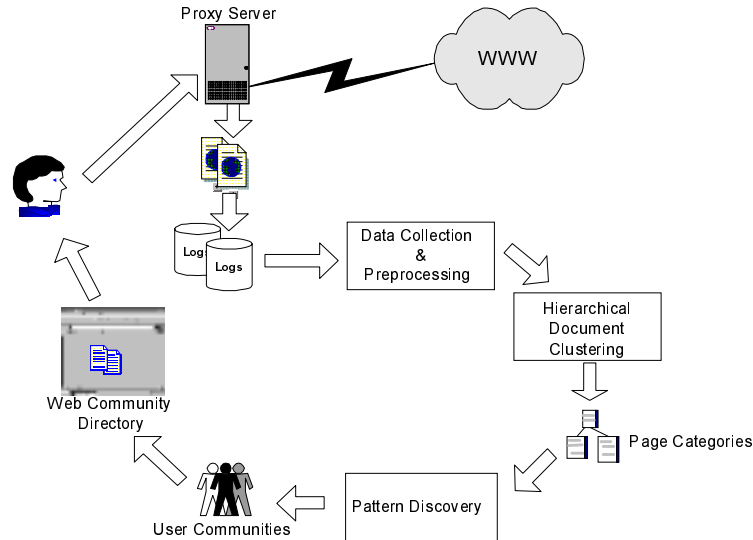 Proxy Server
WWW
Logs
Logs
Data Collection
&
Preprocessing
Hierarchical
Document
Clustering
Web Community
Directory
Page Categories
Pattern Discovery
User Communities